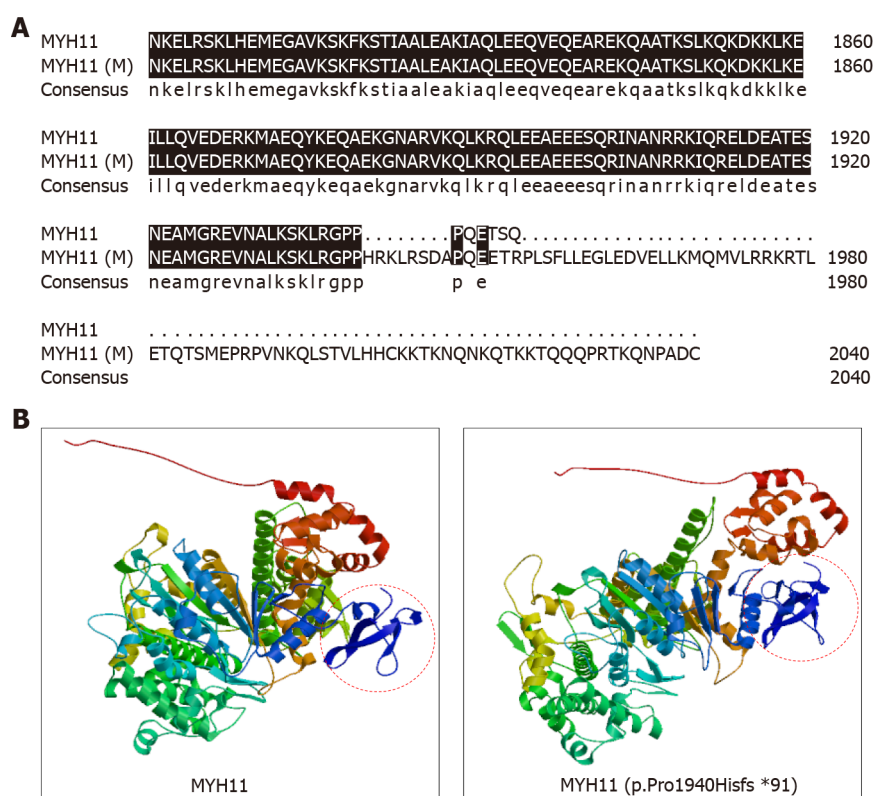 A
MYH11 NKELRSKLHEMEGAVKSKFKSTIAALEAKIAQLEEQVEQEAREKQAATKSLKQKDKKLKE 1860
MYH11 (M) NKELRSKLHEMEGAVKSKFKSTIAALEAKIAQLEEQVEQEAREKQAATKSLKQKDKKLKE 1860
Consensus nkelrsklhemegavkskfkstiaaleakiaqleeqveqearekqaatkslkqkdkklke
MYH11 ILLQVEDERKMAEQYKEQAEKGNARVKQLKRQLEEAEEESQRINANRRKIQRELDEATES 1920
MYH11 (M) ILLQVEDERKMAEQYKEQAEKGNARVKQLKRQLEEAEEESQRINANRRKIQRELDEATES 1920
Consensus illqvederkmaeqykeqaekgnarvkqlkrqleeaeeesqrinanrrkiqreldeates
MYH11 NEAMGREVNALKSKLRGPP........PQETSQ........................
MYH11 (M) NEAMGREVNALKSKLRGPPHRKLRSDAPQEETRPLSFLLEGLEDVELLKMQMVLRRKRTL 1980
Consensus neamgrevnalksklrgpp p e 1980
MYH11 ..............................................
MYH11 (M) ETQTSMEPRPVNKQLSTVLHHCKKTKNQNKQTKKTQQQPRTKQNPADC 2040
Consensus 2040
B
MYH11
MYH11 (p.Pro1940Hisfs *91)